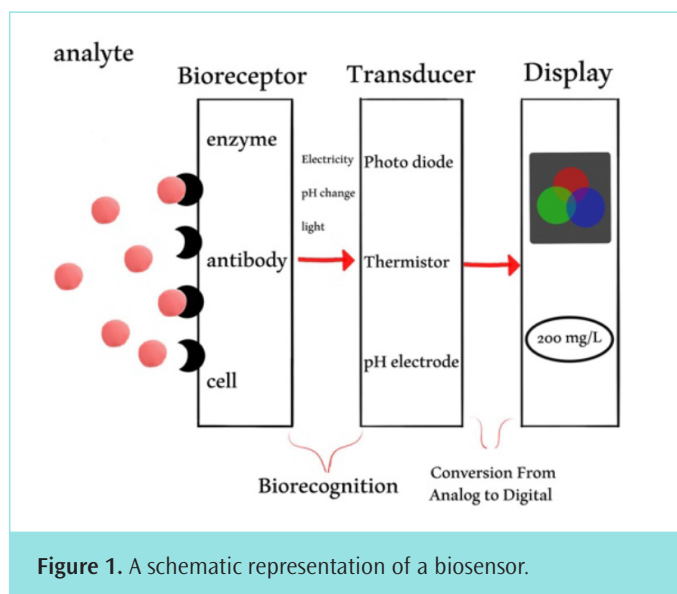 analyte
Bioreceptor
Transducer
Display
enzyme
antibody
cell
Electricity
pH change
light
Photo diode
Thermistor
pH electrode
200 mg/L
Biorecognition
Conversion From
Analog to Digital
Figure 1. A schematic representation of a biosensor.